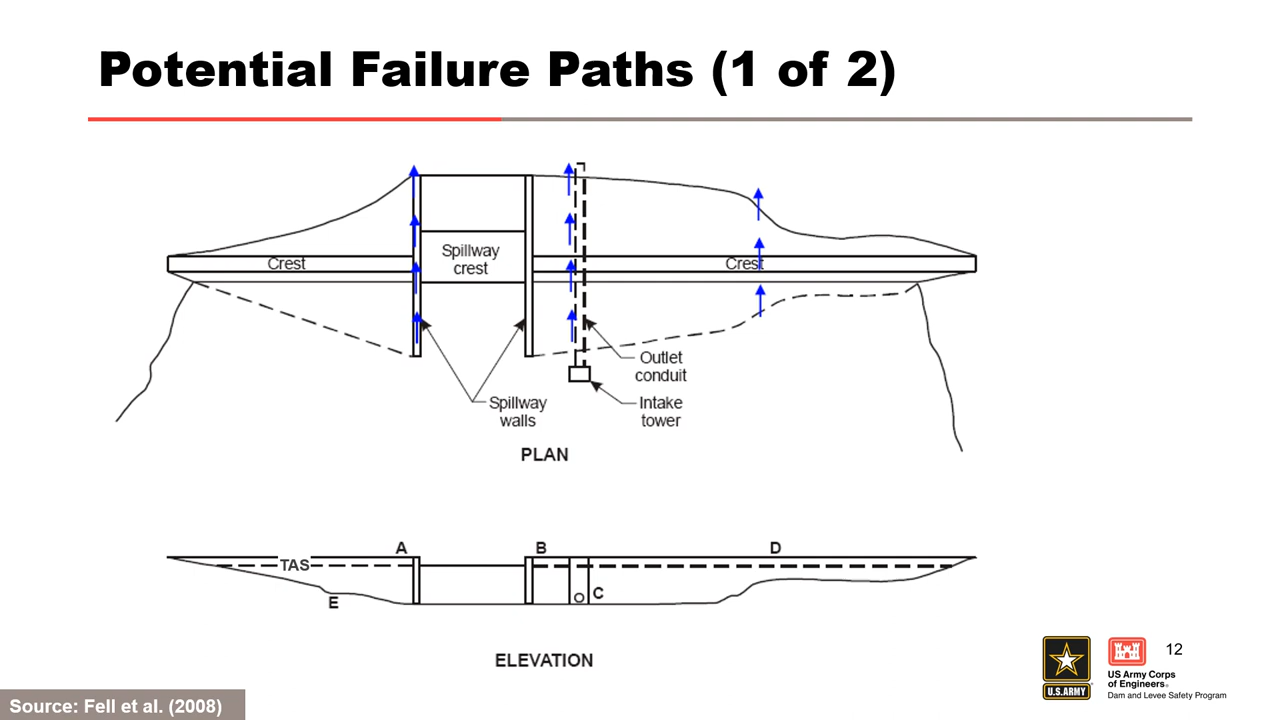 Potential Failure Paths (1 of 2)
Crest
Spillway
crest
Crest
Outlet
conduit
Spillway
walls
Intake
tower
PLAN
A
B
D
TAS
E
C
ELEVATION
12
U.S.ARMY
US Army Corps
of Engineers®
Dam and Levee Safety Program
Source: Fell et al. (2008)